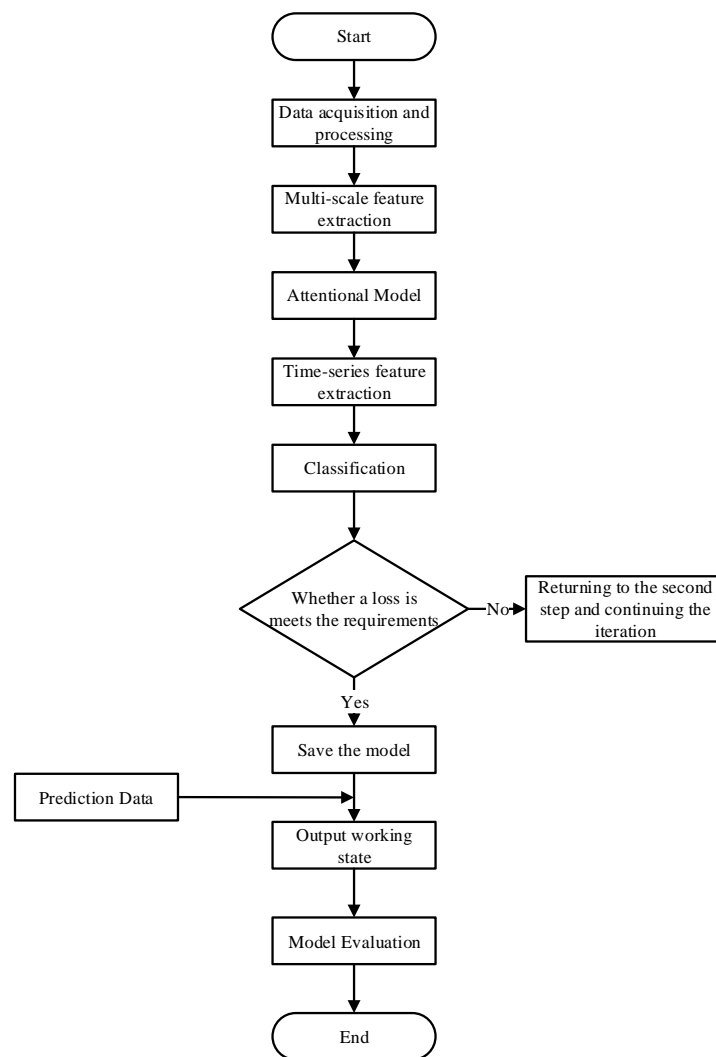 Start
Data acquisition and
processing
Multi-scale feature
extraction
Attentional Model
Time-series feature
extraction
Classification
Whether a loss is
meets the requirements
No
Returning to the second
step and continuing the
iteration
Yes
Save the model
Prediction Data
Output working
state
Model Evaluation
End